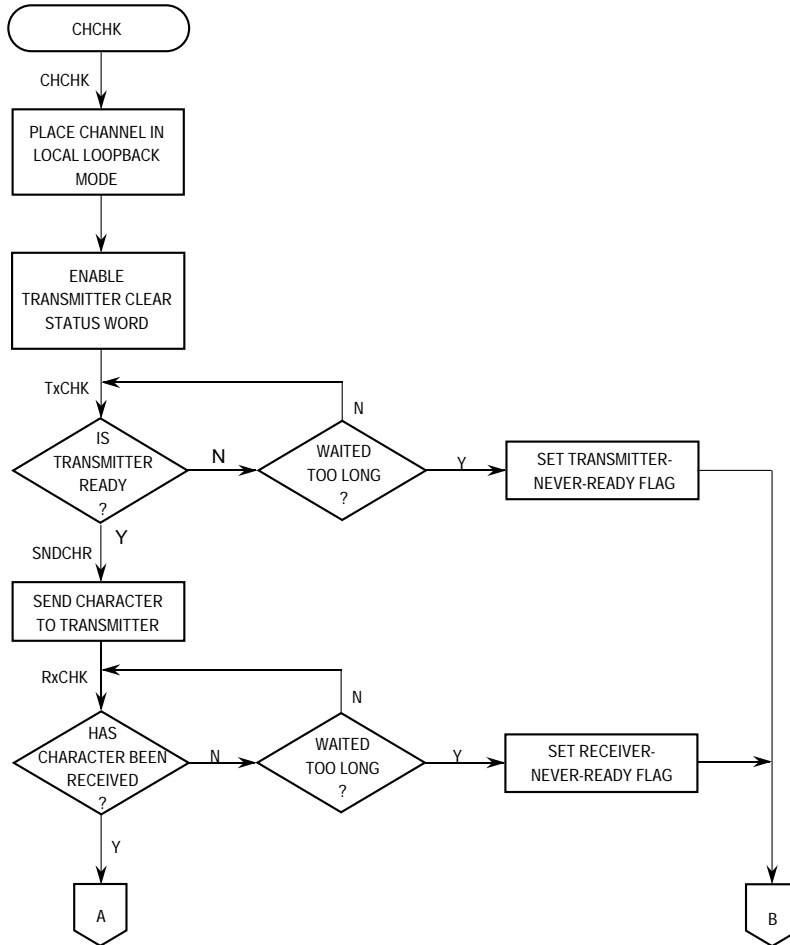 CHCHK
CHCHK
PLACE CHANNEL IN
LOCAL LOOPBACK
MODE
ENABLE
TRANSMITTER CLEAR
STATUS WORD
TxCHK
N
IS
TRANSMITTER
READY
?
N
WAITED
TOO LONG
?
Y
SET TRANSMITTER-
NEVER-READY FLAG
Y
SNDCHR
SEND CHARACTER
TO TRANSMITTER
RxCHK
N
HAS
CHARACTER BEEN
RECEIVED
?
N
WAITED
TOO LONG
?
Y
SET RECEIVER-
NEVER-READY FLAG
Y
A
B